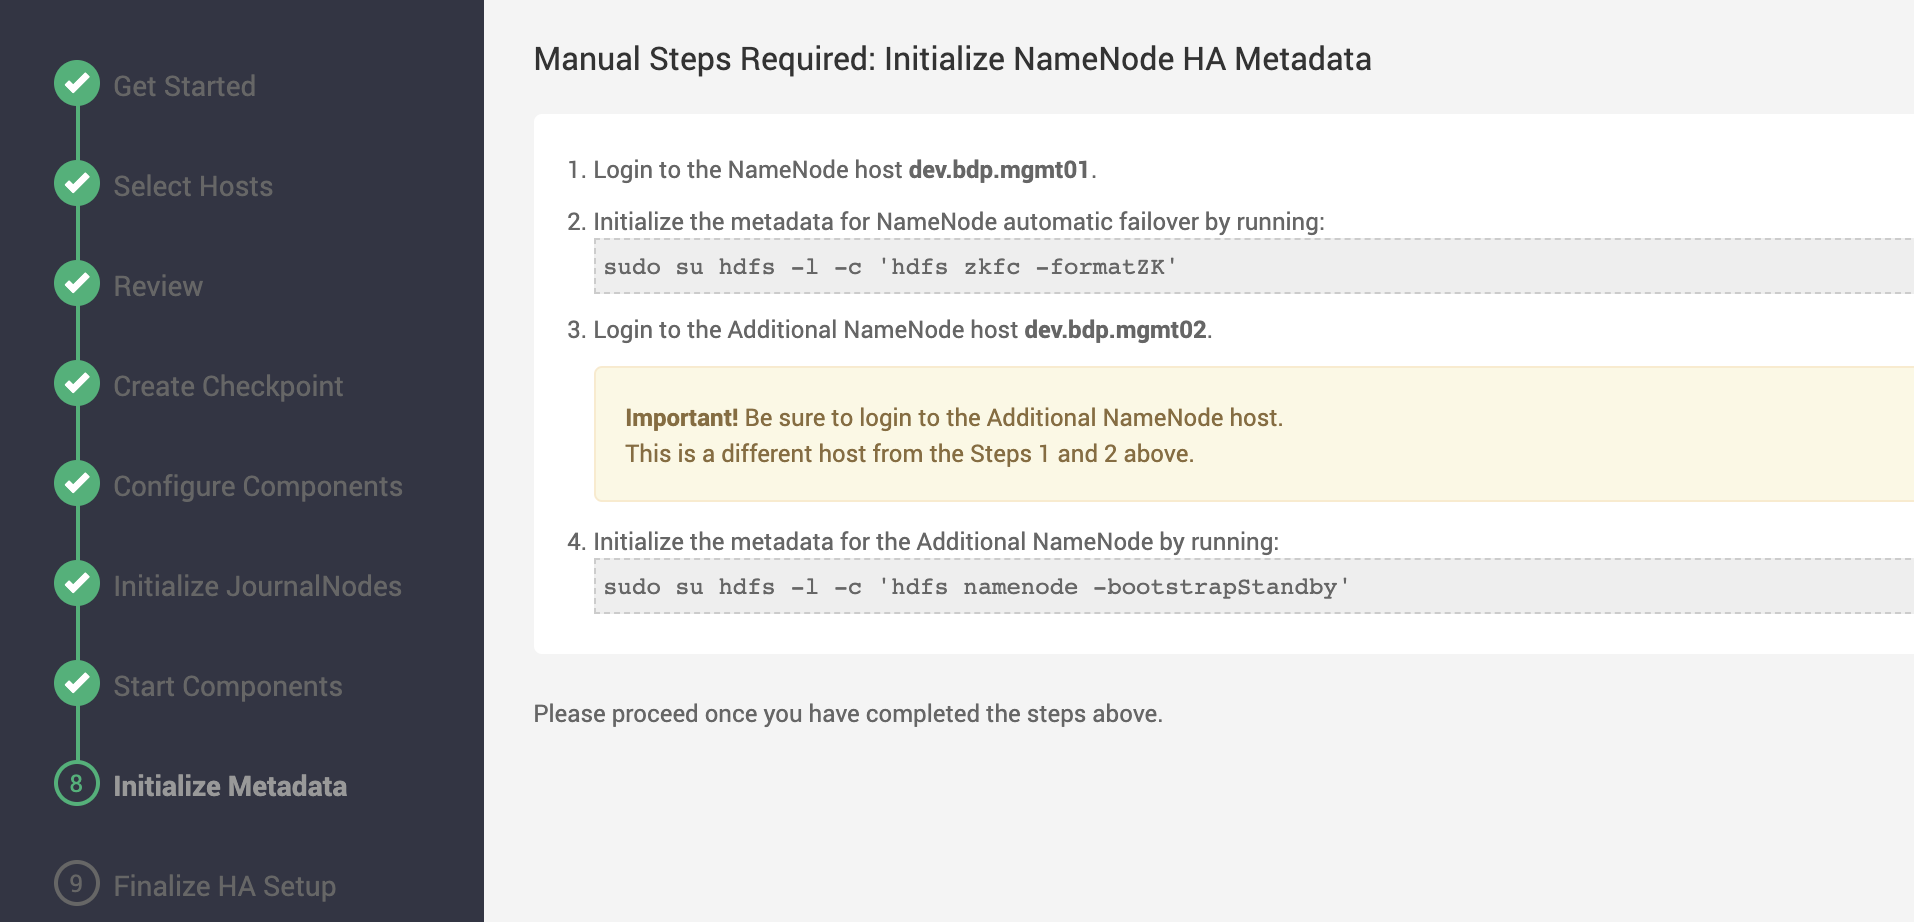 Get Started
Select Hosts
Review
Create Checkpoint
Configure Components
Initialize JournalNodes
Start Components
8 Initialize Metadata
9 Finalize HA Setup
Manual Steps Required: Initialize NameNode HA Metadata
1. Login to the NameNode host dev.bdp.mgmt01.
2. Initialize the metadata for NameNode automatic failover by running:
sudo su hdfs -l -c 'hdfs zkfc -formatZK'
3. Login to the Additional NameNode host dev.bdp.mgmt02.
Important! Be sure to login to the Additional NameNode host.
This is a different host from the Steps 1 and 2 above.
4. Initialize the metadata for the Additional NameNode by running:
sudo su hdfs -l -c 'hdfs namenode -bootstrapStandby'
Please proceed once you have completed the steps above.